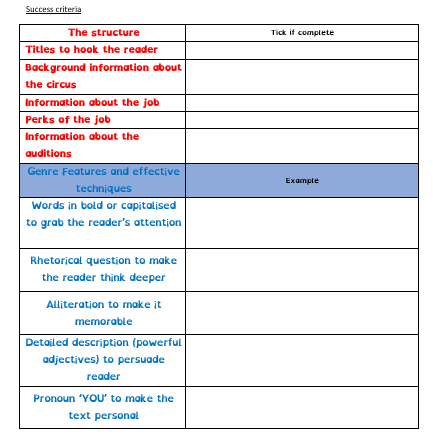 Success criteria
The structure
Tick if complete
Titles to hook the reader
Background information about
the circus
Information about the job
Perks of the job
Information about the
auditions
Genre Features and effective
techniques
Example
Words in bold or capitalised
to grab the reader's attention
Rhetorical question to make
the reader think deeper
Alliteration to make it
memorable
Detailed description (powerful
adjectives) to persuade
reader
Pronoun 'YOU' to make the
text personal